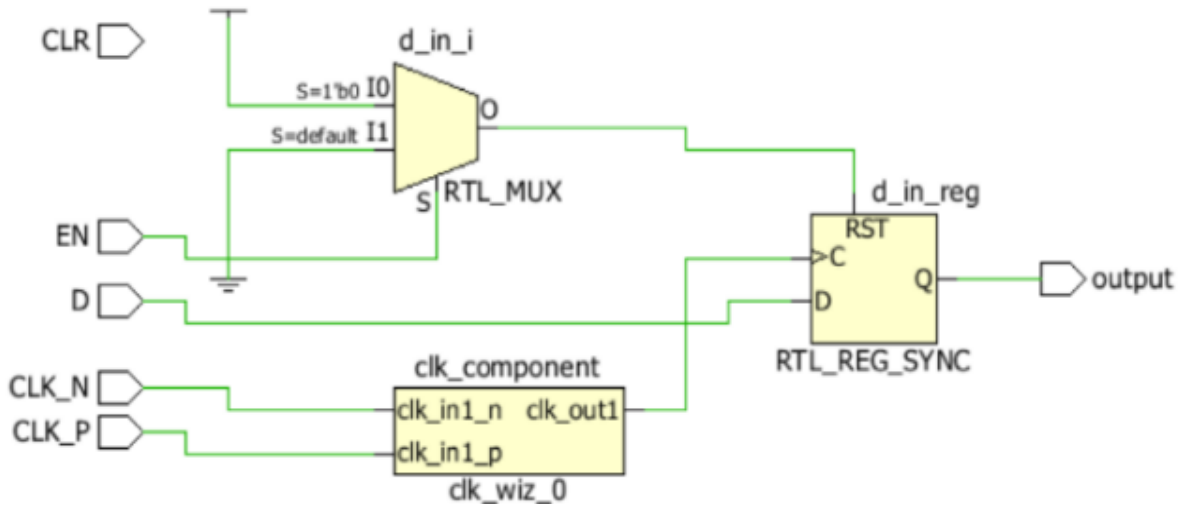 CLR
d_in_i
S=1'b0 I0
S=default I1
O
S
RTL_MUX
EN
d_in_reg
RST
C
D
Q
output
D
RTL_REG_SYNC
clk_component
CLK_N
clk_in1_n clk_out1
CLK_P
clk_in1_p
clk_wiz_0